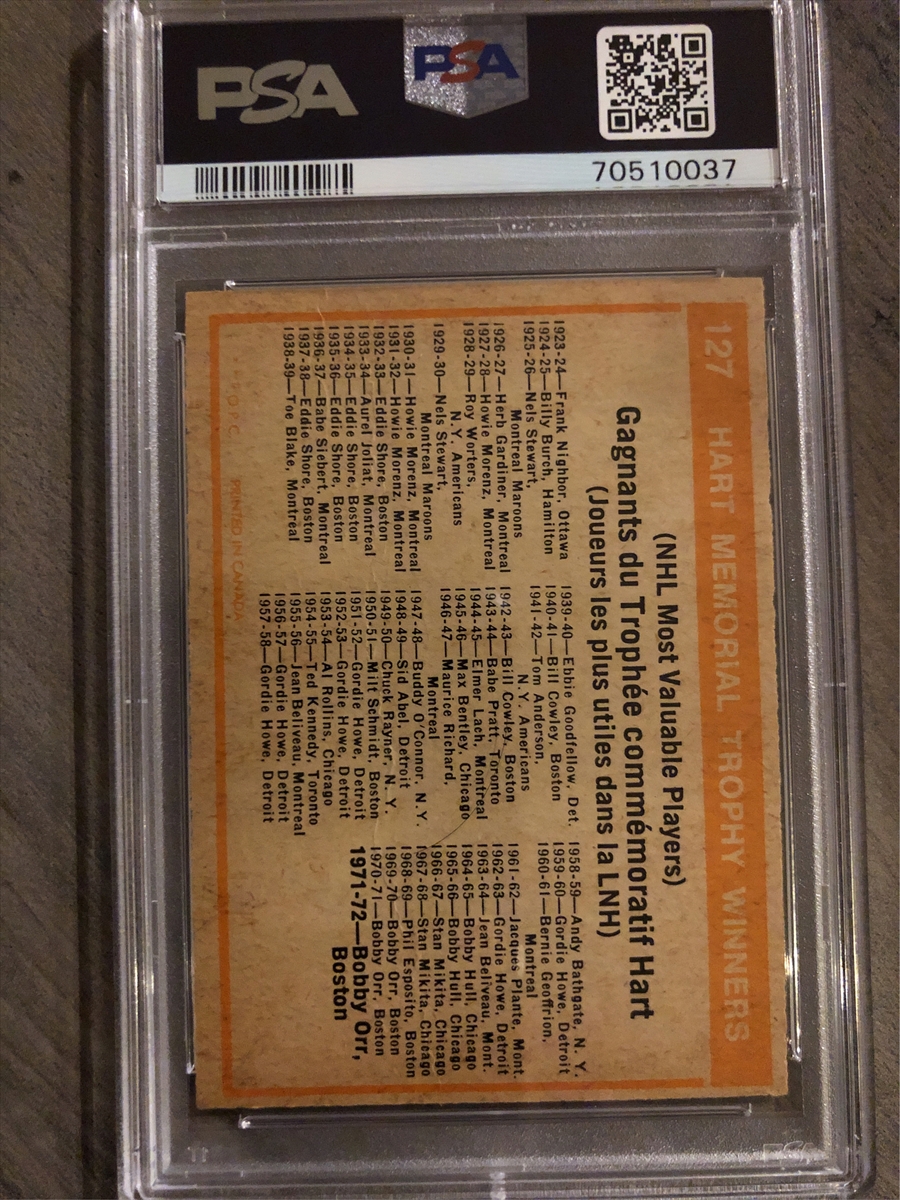 PSA
PSA
70510037
127 HART MEMORIAL TROPHY WINNERS
(NHL Most Valuable Players)
Gagnants du Trophée commémoratif Hart
(Joueurs les plus utiles dans la LNH)
1923-24—Frank Nighbor, Ottawa
1924-25—Billy Burch, Hamilton
1925-26—Nels Stewart,
Montreal Maroons
1926-27—Herb Gardiner, Montreal
1927-28—Howie Morenz, Montreal
1928-29—Roy Worters,
N.Y. Americans
1929-30—Nels Stewart,
Montreal Maroons
1930-31—Howie Morenz, Montreal
1931-32—Howie Morenz, Montreal
1932-33—Eddie Shore, Boston
1933-34—Aurel Joliat, Montreal
1934-35—Eddie Shore, Boston
1935-36—Eddie Shore, Boston
1936-37—Babe Siebert, Montreal
1937-38—Eddie Shore, Boston
1938-39—Toe Blake, Montreal
1939-40—Ebbie Goodfellow, Det.
1940-41—Bill Cowley, Boston
1941-42—Tom Anderson,
N.Y. Americans
1942-43—Bill Cowley, Boston
1943-44—Babe Pratt, Toronto
1944-45—Elmer Lach, Montreal
1945-46—Max Bentley, Chicago
1946-47—Maurice Richard,
Montreal
1947-48—Buddy O'Connor, N.Y.
1948-49—Sid Abel, Detroit
1949-50—Chuck Rayner, N. Y.
1950-51—Milt Schmidt, Boston
1951-52—Gordie Howe, Detroit
1952-53—Gordie Howe, Detroit
1953-54—Al Rollins, Chicago
1954-55—Ted Kennedy, Toronto
1955-56—Jean Beliveau, Montreal
1956-57—Gordie Howe, Detroit
1957-58—Gordie Howe, Detroit
1958-59—Andy Bathgate, N. Y.
1959-60—Gordie Howe, Detroit
1960-61—Bernie Geoffrion,
Montreal
1961-62—Jacques Plante, Mont.
1962-63—Gordie Howe, Detroit
1963-64—Jean Beliveau, Mont.
1964-65—Bobby Hull, Chicago
1965-66—Bobby Hull, Chicago
1966-67—Stan Mikita, Chicago
1967-68—Stan Mikita, Chicago
1968-69—Phil Esposito, Boston
1969-70—Bobby Orr, Boston
1970-71—Bobby Orr, Boston
1971-72—Bobby Orr,
Boston
PRINTED IN CANADA